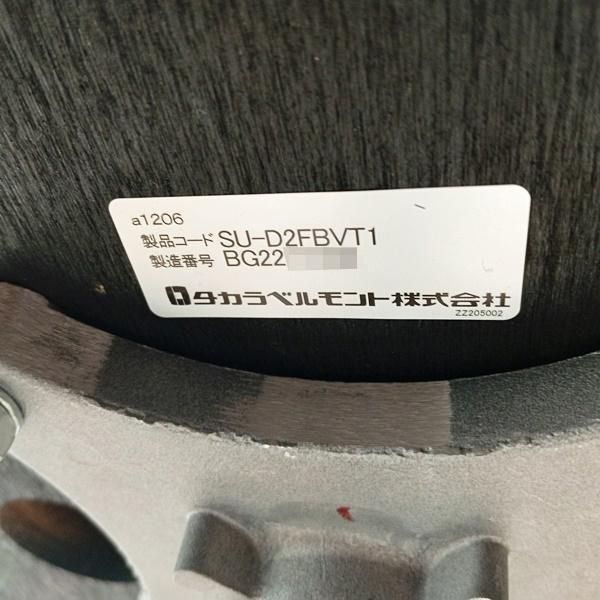 a1206
製品コード SU-D2FBVT1
製造番号 BG22
タカラベルモント株式会社
ZZ205002